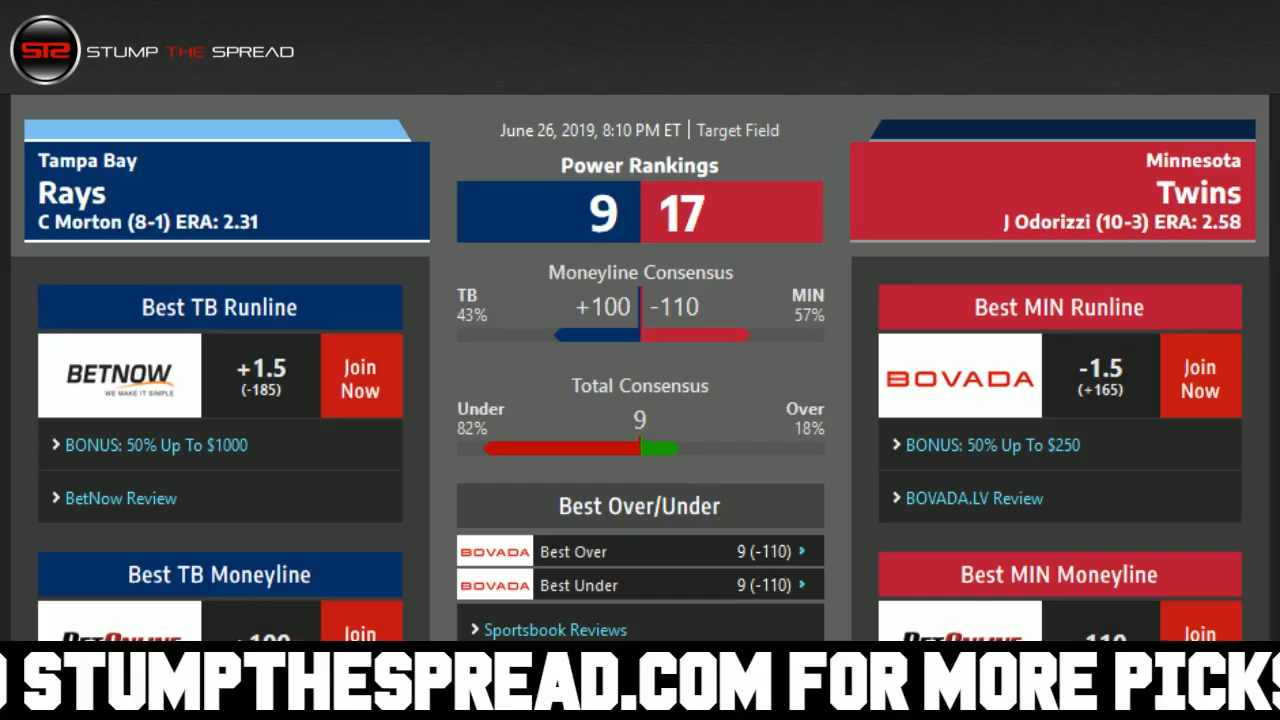 STS STUMP THE SPREAD
Tampa Bay
Rays
C Morton (8-1) ERA: 2.31
June 26, 2019, 8:10 PM ET | Target Field
Power Rankings
9 17
Minnesota
Twins
J Odorizzi (10-3) ERA: 2.58
Moneyline Consensus
TB +100 -110 MIN
43% 57%
Total Consensus
Under 9 Over
82% 18%
Best TB Runline
BETNOW
WE MAKE IT SIMPLE
+1.5
(-185)
Join
Now
BONUS: 50% Up To $1000
BetNow Review
Best TB Moneyline
BETONLINE +100 Join
Best Over/Under
BOVADA Best Over 9 (-110)
BOVADA Best Under 9 (-110)
Sportsbook Reviews
Best MIN Runline
BOVADA
-1.5
(+165)
Join
Now
BONUS: 50% Up To $250
BOVADA.LV Review
Best MIN Moneyline
BETONLINE -110 Join
STUMPTHESPREAD.COM FOR MORE PICKS